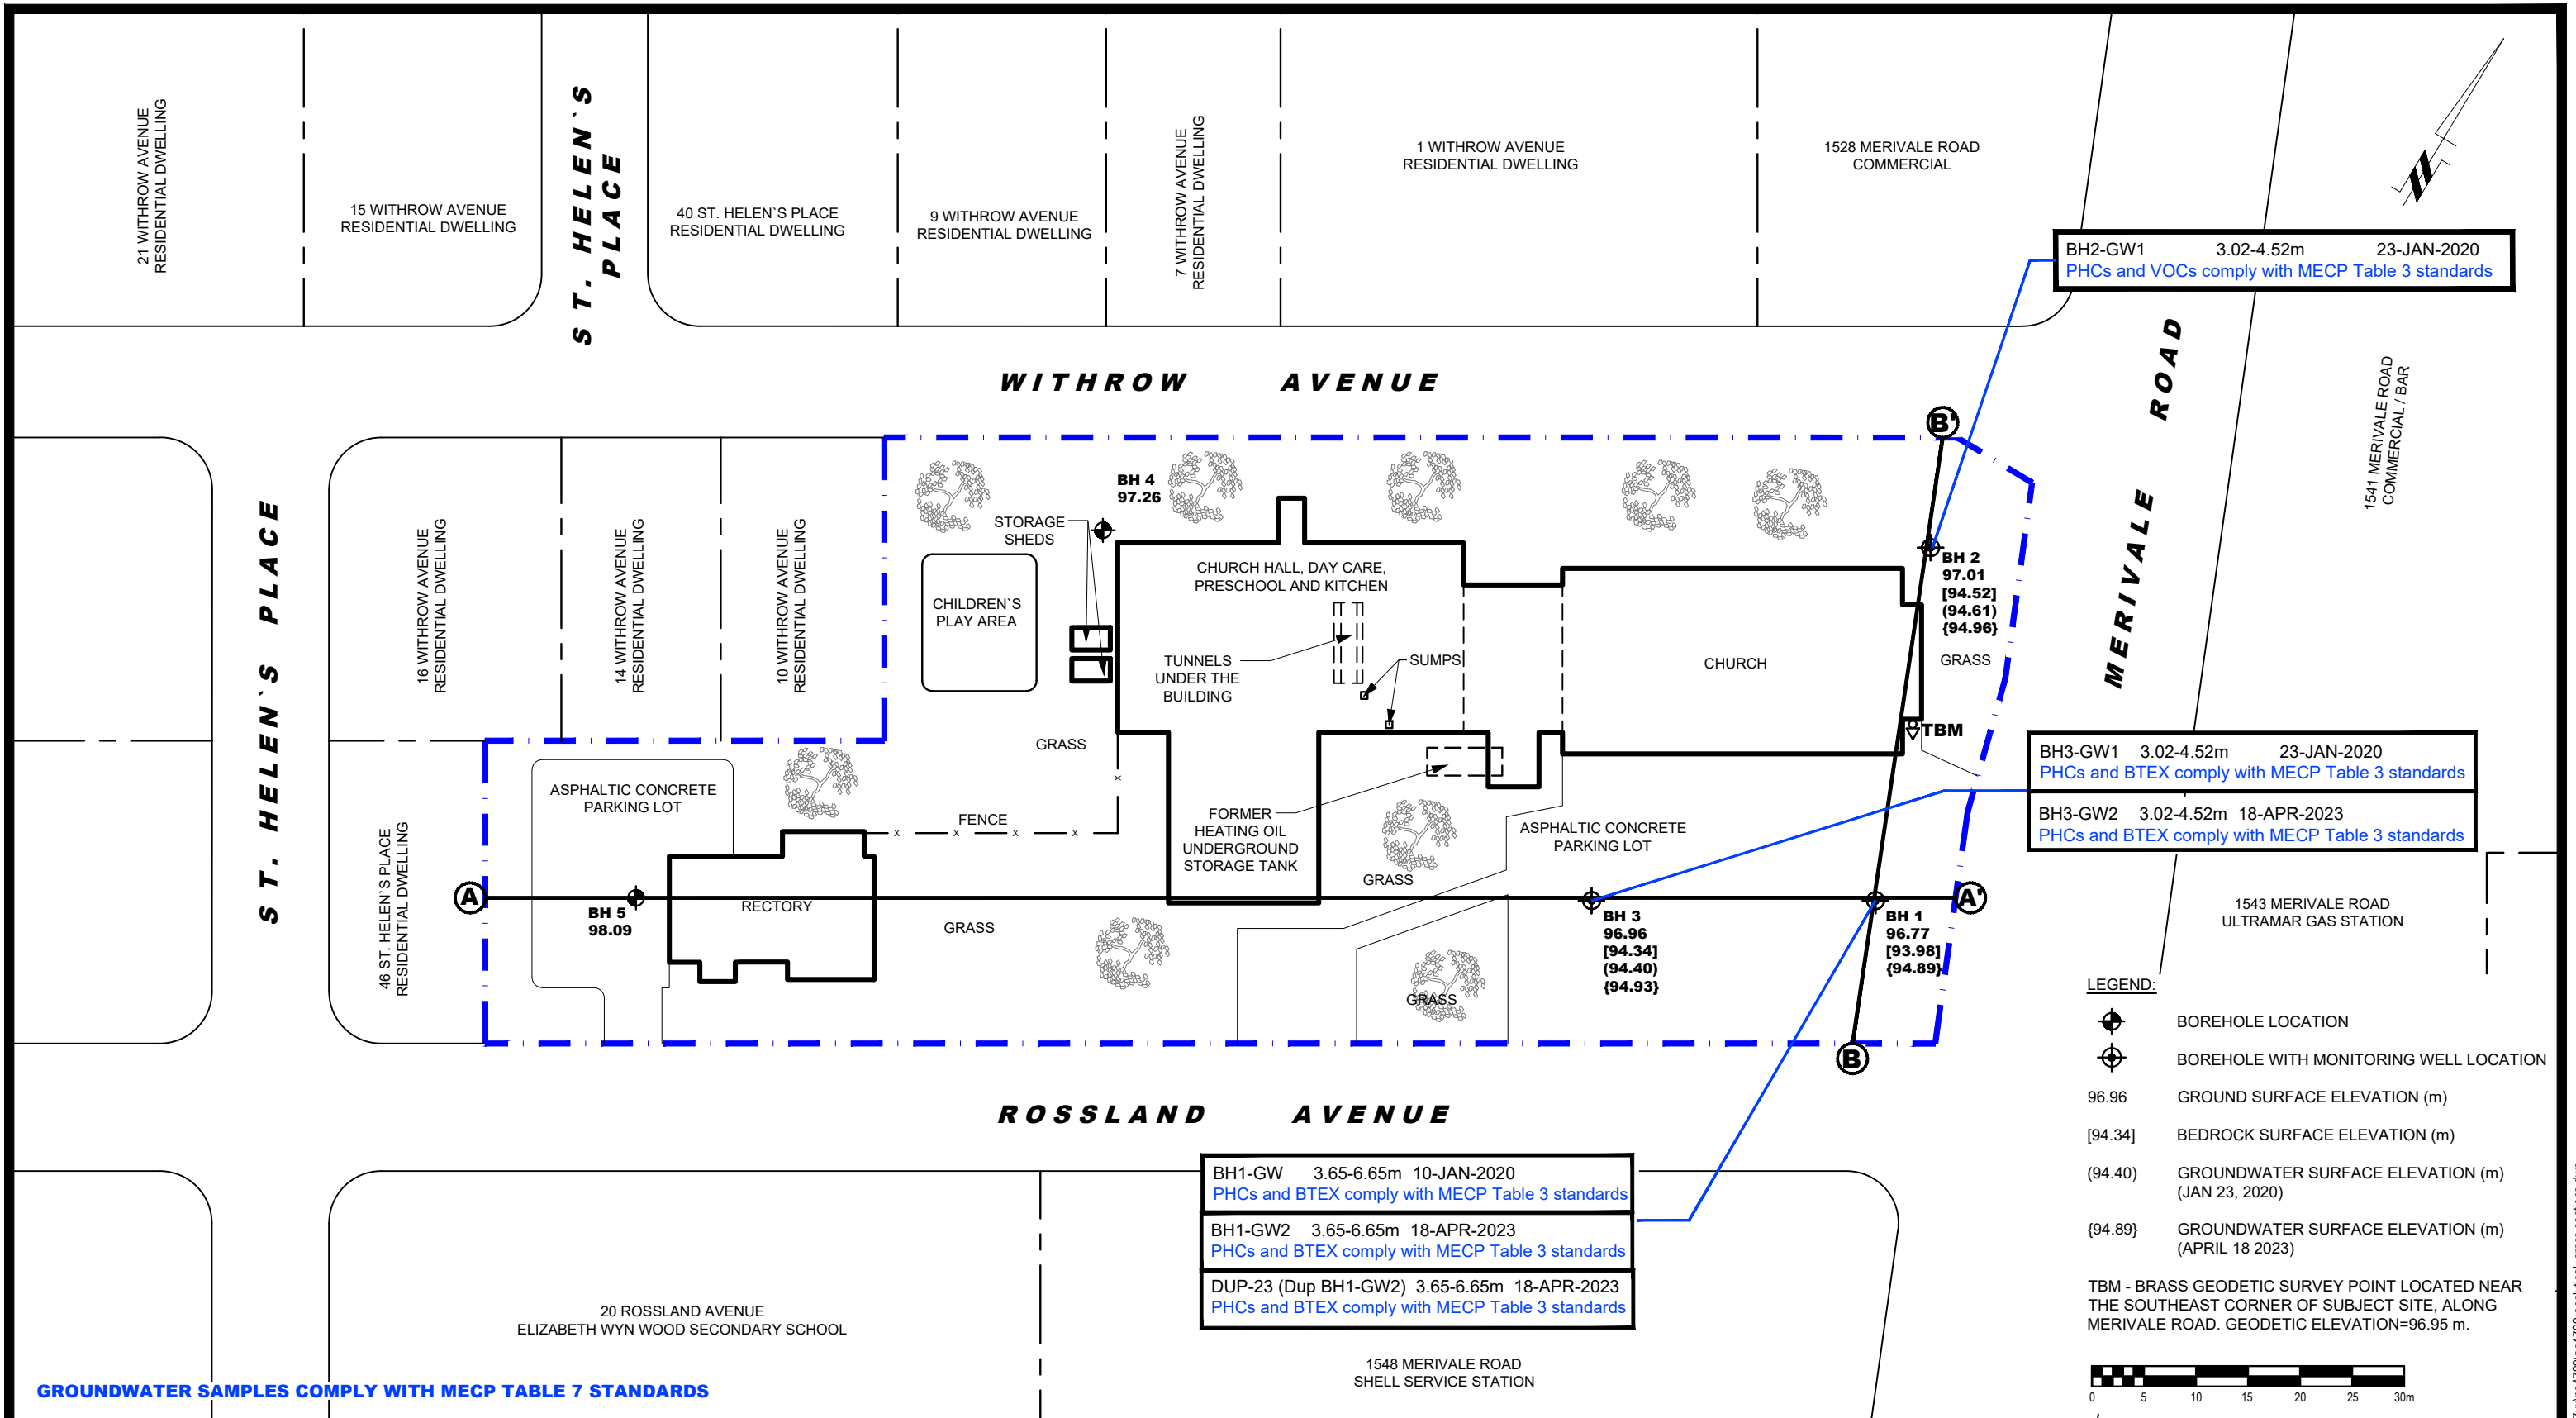 21 WITHROW AVENUE
RESIDENTIAL DWELLING
15 WITHROW AVENUE
RESIDENTIAL DWELLING
ST. HELEN`S
PLACE
40 ST. HELEN`S PLACE
RESIDENTIAL DWELLING
9 WITHROW AVENUE
RESIDENTIAL DWELLING
7 WITHROW AVENUE
RESIDENTIAL DWELLING
1 WITHROW AVENUE
RESIDENTIAL DWELLING
1528 MERIVALE ROAD
COMMERCIAL
BH2-GW1 3.02-4.52m 23-JAN-2020
PHCs and VOCs comply with MECP Table 3 standards
WITHROW AVENUE
MERIVALE ROAD
1541 MERIVALE ROAD
COMMERCIAL / BAR
B'
ST. HELEN`S PLACE
16 WITHROW AVENUE
RESIDENTIAL DWELLING
14 WITHROW AVENUE
RESIDENTIAL DWELLING
10 WITHROW AVENUE
RESIDENTIAL DWELLING
BH 4
97.26
STORAGE
SHEDS
CHILDREN`S
PLAY AREA
CHURCH HALL, DAY CARE,
PRESCHOOL AND KITCHEN
TUNNELS
UNDER THE
BUILDING
SUMPS
CHURCH
BH 2
97.01
[94.52]
(94.61)
{94.96}
GRASS
TBM
GRASS
ASPHALTIC CONCRETE
PARKING LOT
FENCE
x
x
x
x
x
46 ST. HELEN'S PLACE
RESIDENTIAL DWELLING
FORMER
HEATING OIL
UNDERGROUND
STORAGE TANK
ASPHALTIC CONCRETE
PARKING LOT
GRASS
BH3-GW1 3.02-4.52m 23-JAN-2020
PHCs and BTEX comply with MECP Table 3 standards
BH3-GW2 3.02-4.52m 18-APR-2023
PHCs and BTEX comply with MECP Table 3 standards
A
BH 5
98.09
RECTORY
GRASS
BH 3
96.96
[94.34]
(94.40)
{94.93}
BH 1
96.77
[93.98]
{94.89}
A'
GRASS
B
1543 MERIVALE ROAD
ULTRAMAR GAS STATION
ROSSLAND AVENUE
BH1-GW 3.65-6.65m 10-JAN-2020
PHCs and BTEX comply with MECP Table 3 standards
BH1-GW2 3.65-6.65m 18-APR-2023
PHCs and BTEX comply with MECP Table 3 standards
DUP-23 (Dup BH1-GW2) 3.65-6.65m 18-APR-2023
PHCs and BTEX comply with MECP Table 3 standards
20 ROSSLAND AVENUE
ELIZABETH WYN WOOD SECONDARY SCHOOL
1548 MERIVALE ROAD
SHELL SERVICE STATION
GROUNDWATER SAMPLES COMPLY WITH MECP TABLE 7 STANDARDS
LEGEND:
BOREHOLE LOCATION
BOREHOLE WITH MONITORING WELL LOCATION
96.96 GROUND SURFACE ELEVATION (m)
[94.34] BEDROCK SURFACE ELEVATION (m)
(94.40) GROUNDWATER SURFACE ELEVATION (m)
(JAN 23, 2020)
{94.89} GROUNDWATER SURFACE ELEVATION (m)
(APRIL 18 2023)
TBM - BRASS GEODETIC SURVEY POINT LOCATED NEAR
THE SOUTHEAST CORNER OF SUBJECT SITE, ALONG
MERIVALE ROAD. GEODETIC ELEVATION=96.95 m.
0 5 10 15 20 25 30m